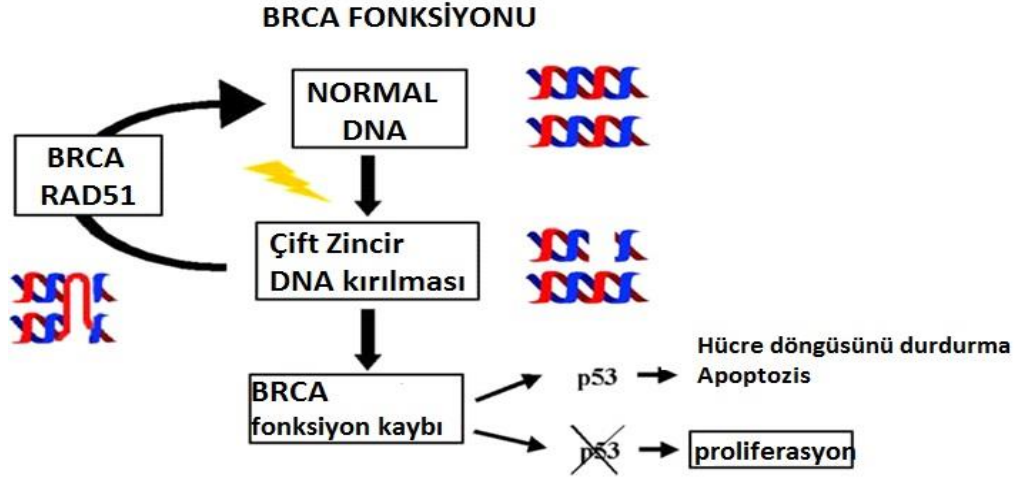 BRCA FONKSİYONU
NORMAL
DNA
BRCA
RAD51
Çift Zincir
DNA kırılması
BRCA
fonksiyon kaybı
p53
Hücre döngüsünü durdurma
Apoptozis
p53
proliferasyon